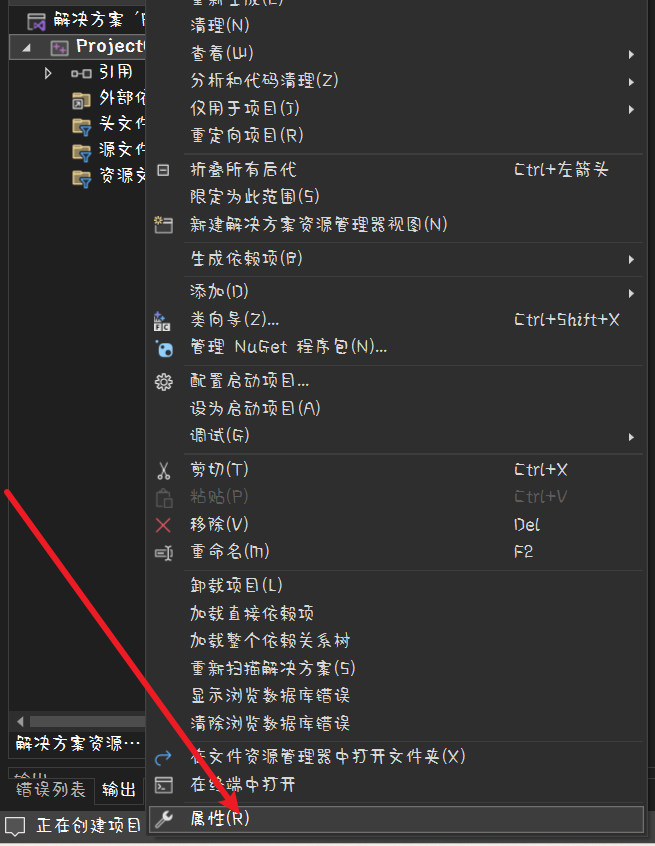 重新生成(E)
清理(N)
查看(W)
分析和代码清理(Z)
仅用于项目(J)
重定向项目(R)
折叠所有后代 Ctrl+左箭头
限定为此范围(S)
新建解决方案资源管理器视图(N)
生成依赖项(B)
添加(D)
类向导(Z)... Ctrl+Shift+X
管理 NuGet 程序包(N)...
配置启动项目...
设为启动项目(A)
调试(G)
剪切(T) Ctrl+X
粘贴(P) Ctrl+V
移除(V) Del
重命名(M) F2
卸载项目(L)
加载直接依赖项
加载整个依赖关系树
重新扫描解决方案(S)
显示浏览数据库错误
清除浏览数据库错误
在文件资源管理器中打开文件夹(X)
在终端中打开
属性(R)
解决方案
Project
引用
外部依
头文件
源文件
资源文
解决方案资源…
输出
错误列表 输出
正在创建项目